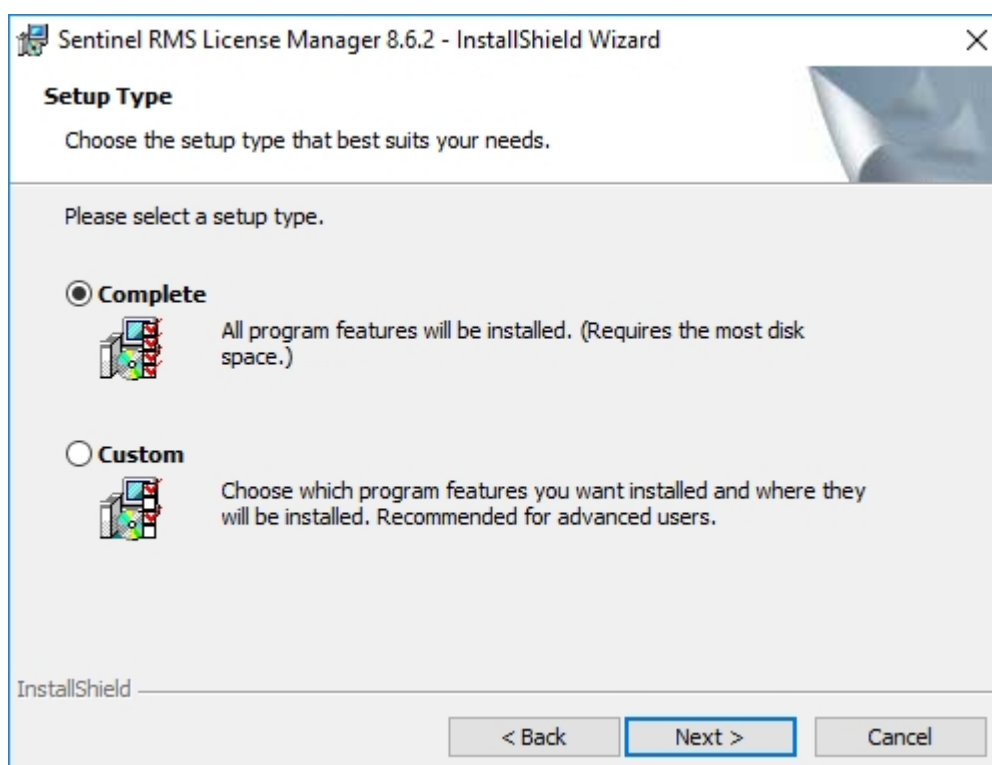 Sentinel RMS License Manager 8.6.2 - InstallShield Wizard
Setup Type
Choose the setup type that best suits your needs.
Please select a setup type.
Complete
All program features will be installed. (Requires the most disk
space.)
Custom
Choose which program features you want installed and where they
will be installed. Recommended for advanced users.
InstallShield
< Back
Next >
Cancel